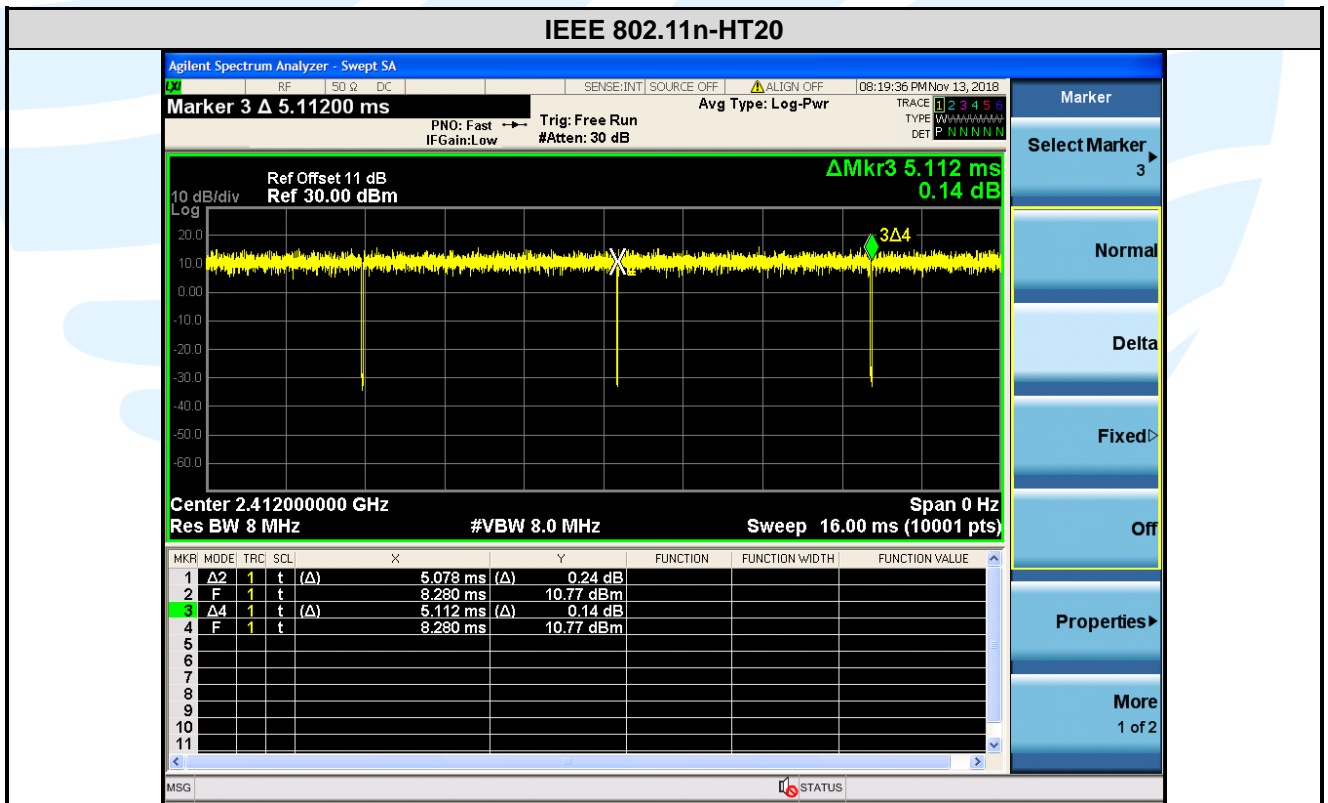 IEEE 802.11n-HT20
Agilent Spectrum Analyzer - Swept SA
LXI RF 50 Ω DC SENSE:INT SOURCE OFF ALIGN OFF 08:19:36 PM Nov 13, 2018
Marker 3 Δ 5.11200 ms
PNO: Fast
IFGain:Low
Trig: Free Run
#Atten: 30 dB
Avg Type: Log-Pwr
TRACE 1 2 3 4 5 6
TYPE W
DET P N N N N N
ΔMkr3 5.112 ms
0.14 dB
Ref Offset 11 dB
10 dB/div Ref 30.00 dBm
Log
3Δ4
20.0
10.0
0.00
-10.0
-20.0
-30.0
-40.0
-50.0
-60.0
Center 2.412000000 GHz Span 0 Hz
Res BW 8 MHz #VBW 8.0 MHz Sweep 16.00 ms (10001 pts)
MKR MODE TRC SCL X Y FUNCTION FUNCTION WIDTH FUNCTION VALUE
1 Δ2 1 t (Δ) 5.078 ms (Δ) 0.24 dB
2 F 1 t 8.280 ms 10.77 dBm
3 Δ4 1 t (Δ) 5.112 ms (Δ) 0.14 dB
4 F 1 t 8.280 ms 10.77 dBm
5
6
7
8
9
10
11
MSG STATUS
Marker
Select Marker
3
Normal
Delta
Fixed
Off
Properties
More
1 of 2